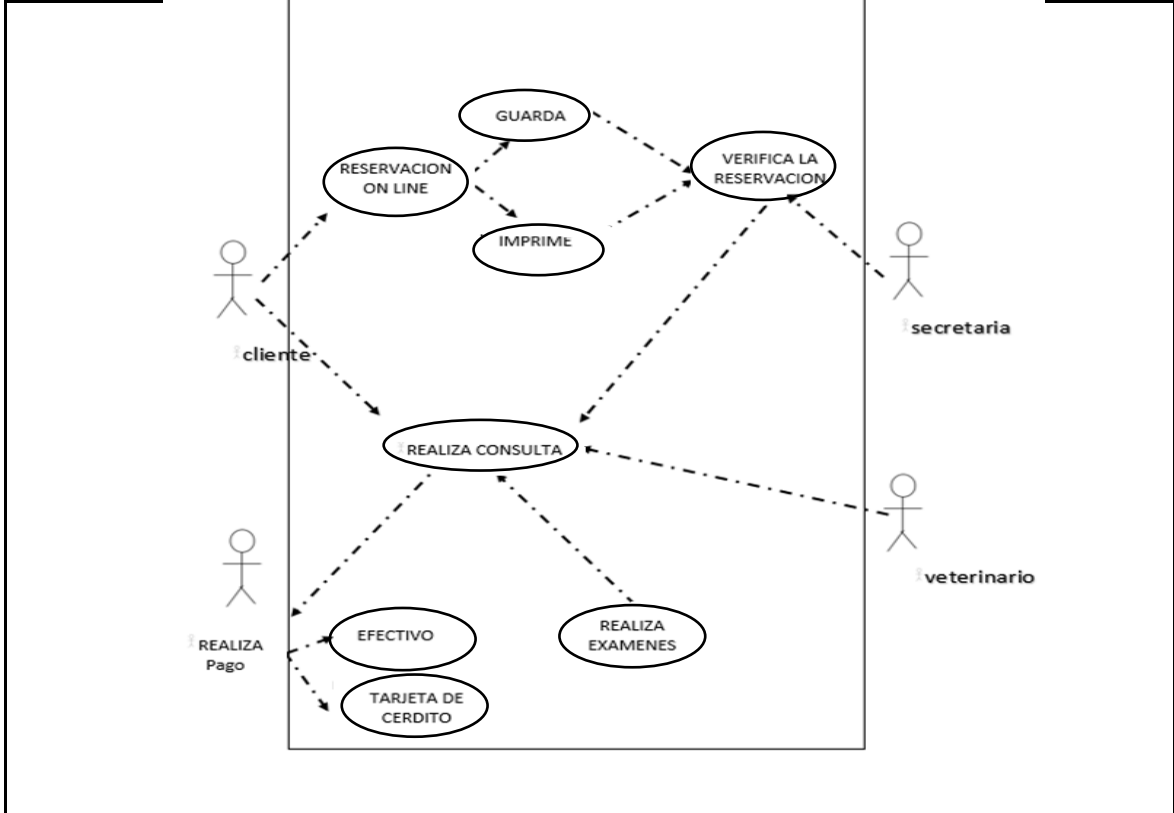 GUARDA
RESERVACION
ON LINE
VERIFICA LA
RESERVACION
IMPRIME
cliente
secretaria
REALIZA CONSULTA
veterinario
REALIZA
Pago
EFECTIVO
REALIZA
EXAMENES
TARJETA DE
CERDITO